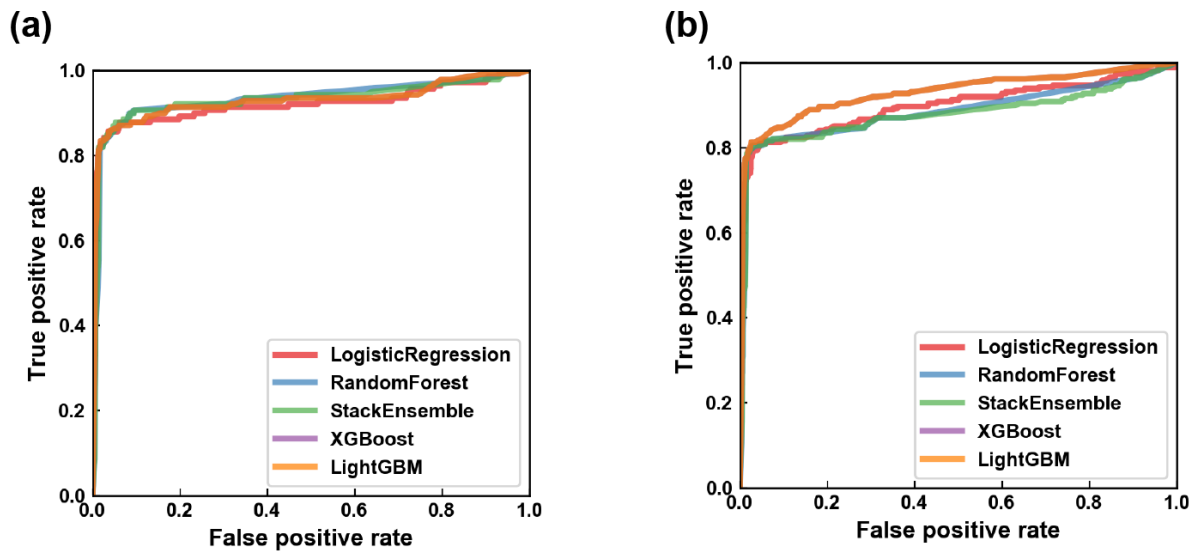 (a)
True positive rate
1.0
0.8
0.6
0.4
0.2
0.0
LogisticRegression
RandomForest
StackEnsemble
XGBoost
LightGBM
0.0 0.2 0.4 0.6 0.8 1.0
False positive rate
(b)
True positive rate
1.0
0.8
0.6
0.4
0.2
0.0
LogisticRegression
RandomForest
StackEnsemble
XGBoost
LightGBM
0.0 0.2 0.4 0.6 0.8 1.0
False positive rate